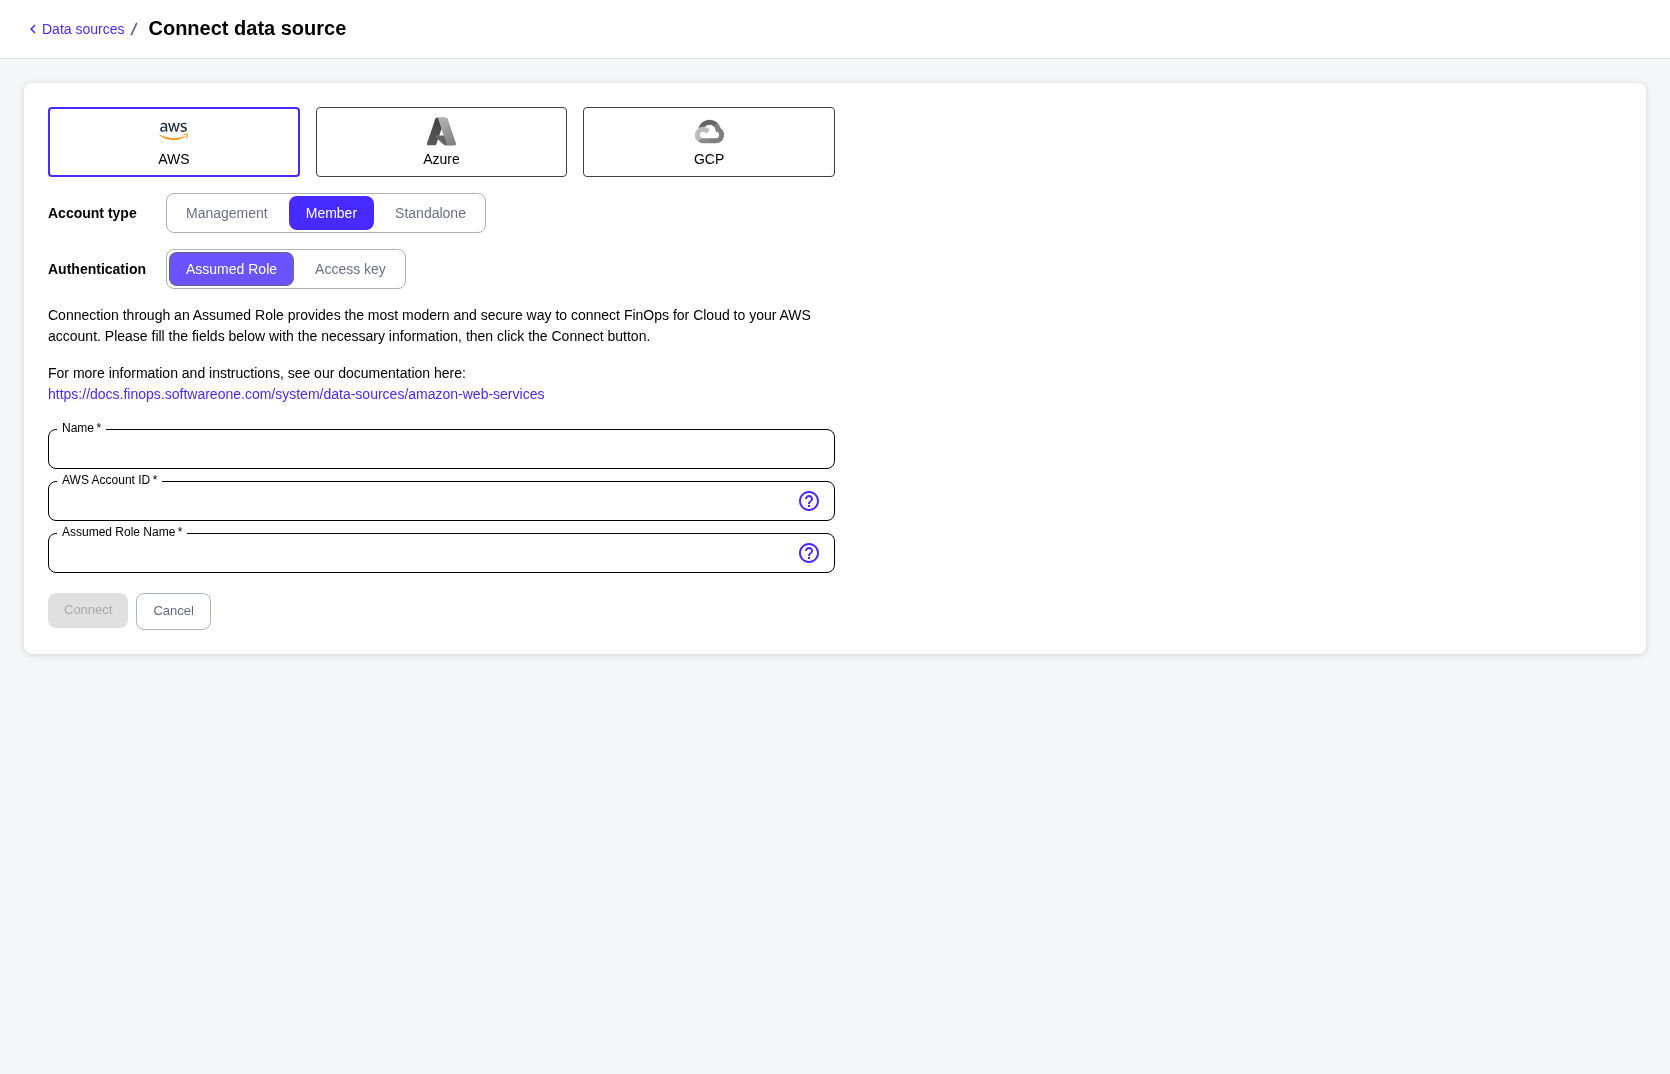 Data sources / Connect data source
aws
AWS
Azure
GCP
Account type Management Member Standalone
Authentication Assumed Role Access key
Connection through an Assumed Role provides the most modern and secure way to connect FinOps for Cloud to your AWS
account. Please fill the fields below with the necessary information, then click the Connect button.
For more information and instructions, see our documentation here:
https://docs.finops.softwareone.com/system/data-sources/amazon-web-services
Name *
AWS Account ID *
Assumed Role Name *
Connect Cancel